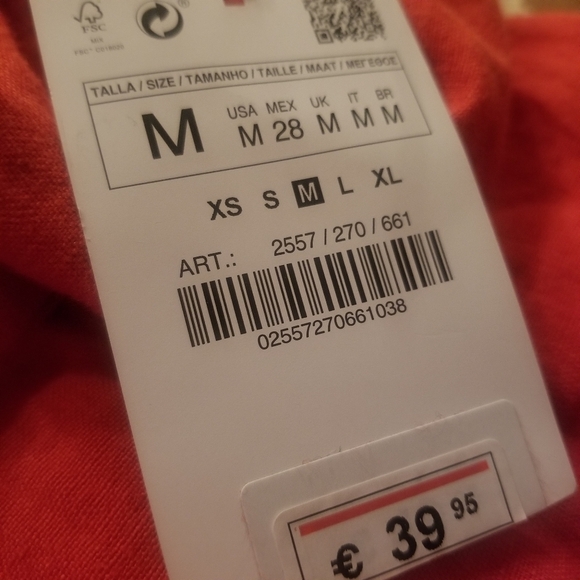 FSC
®
TALLA / SIZE / TAMANHO / TAILLE / MAAT / ΜΕΓΕΘΟΣ
M
USA MEX UK IT BR
M 28 M M M
XS S M L XL
ART.: 2557 / 270 / 661
02557270661038
€ 39 95